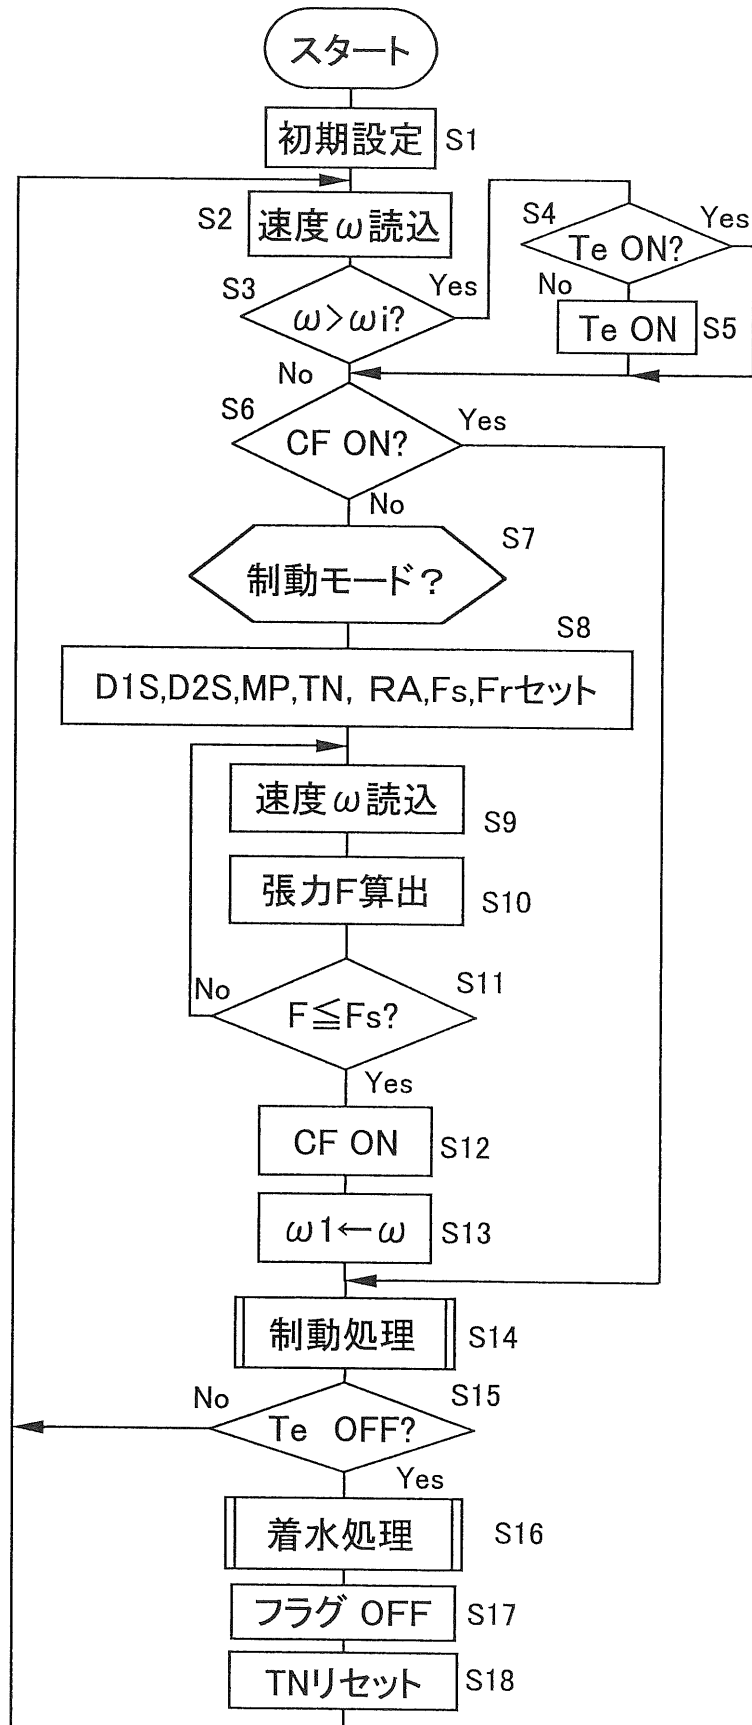 スタート
初期設定 S1
S2 速度ω読込
S3 ω>ωi? Yes
No
S4 Te ON? Yes
No
Te ON S5
S6 CF ON? Yes
No
制動モード? S7
S8
D1S,D2S,MP,TN, RA,Fs,Frセット
速度ω読込 S9
張力F算出 S10
No F≦Fs? S11
Yes
CF ON S12
ω1←ω S13
制動処理 S14
No Te OFF? S15
Yes
着水処理 S16
フラグ OFF S17
TNリセット S18